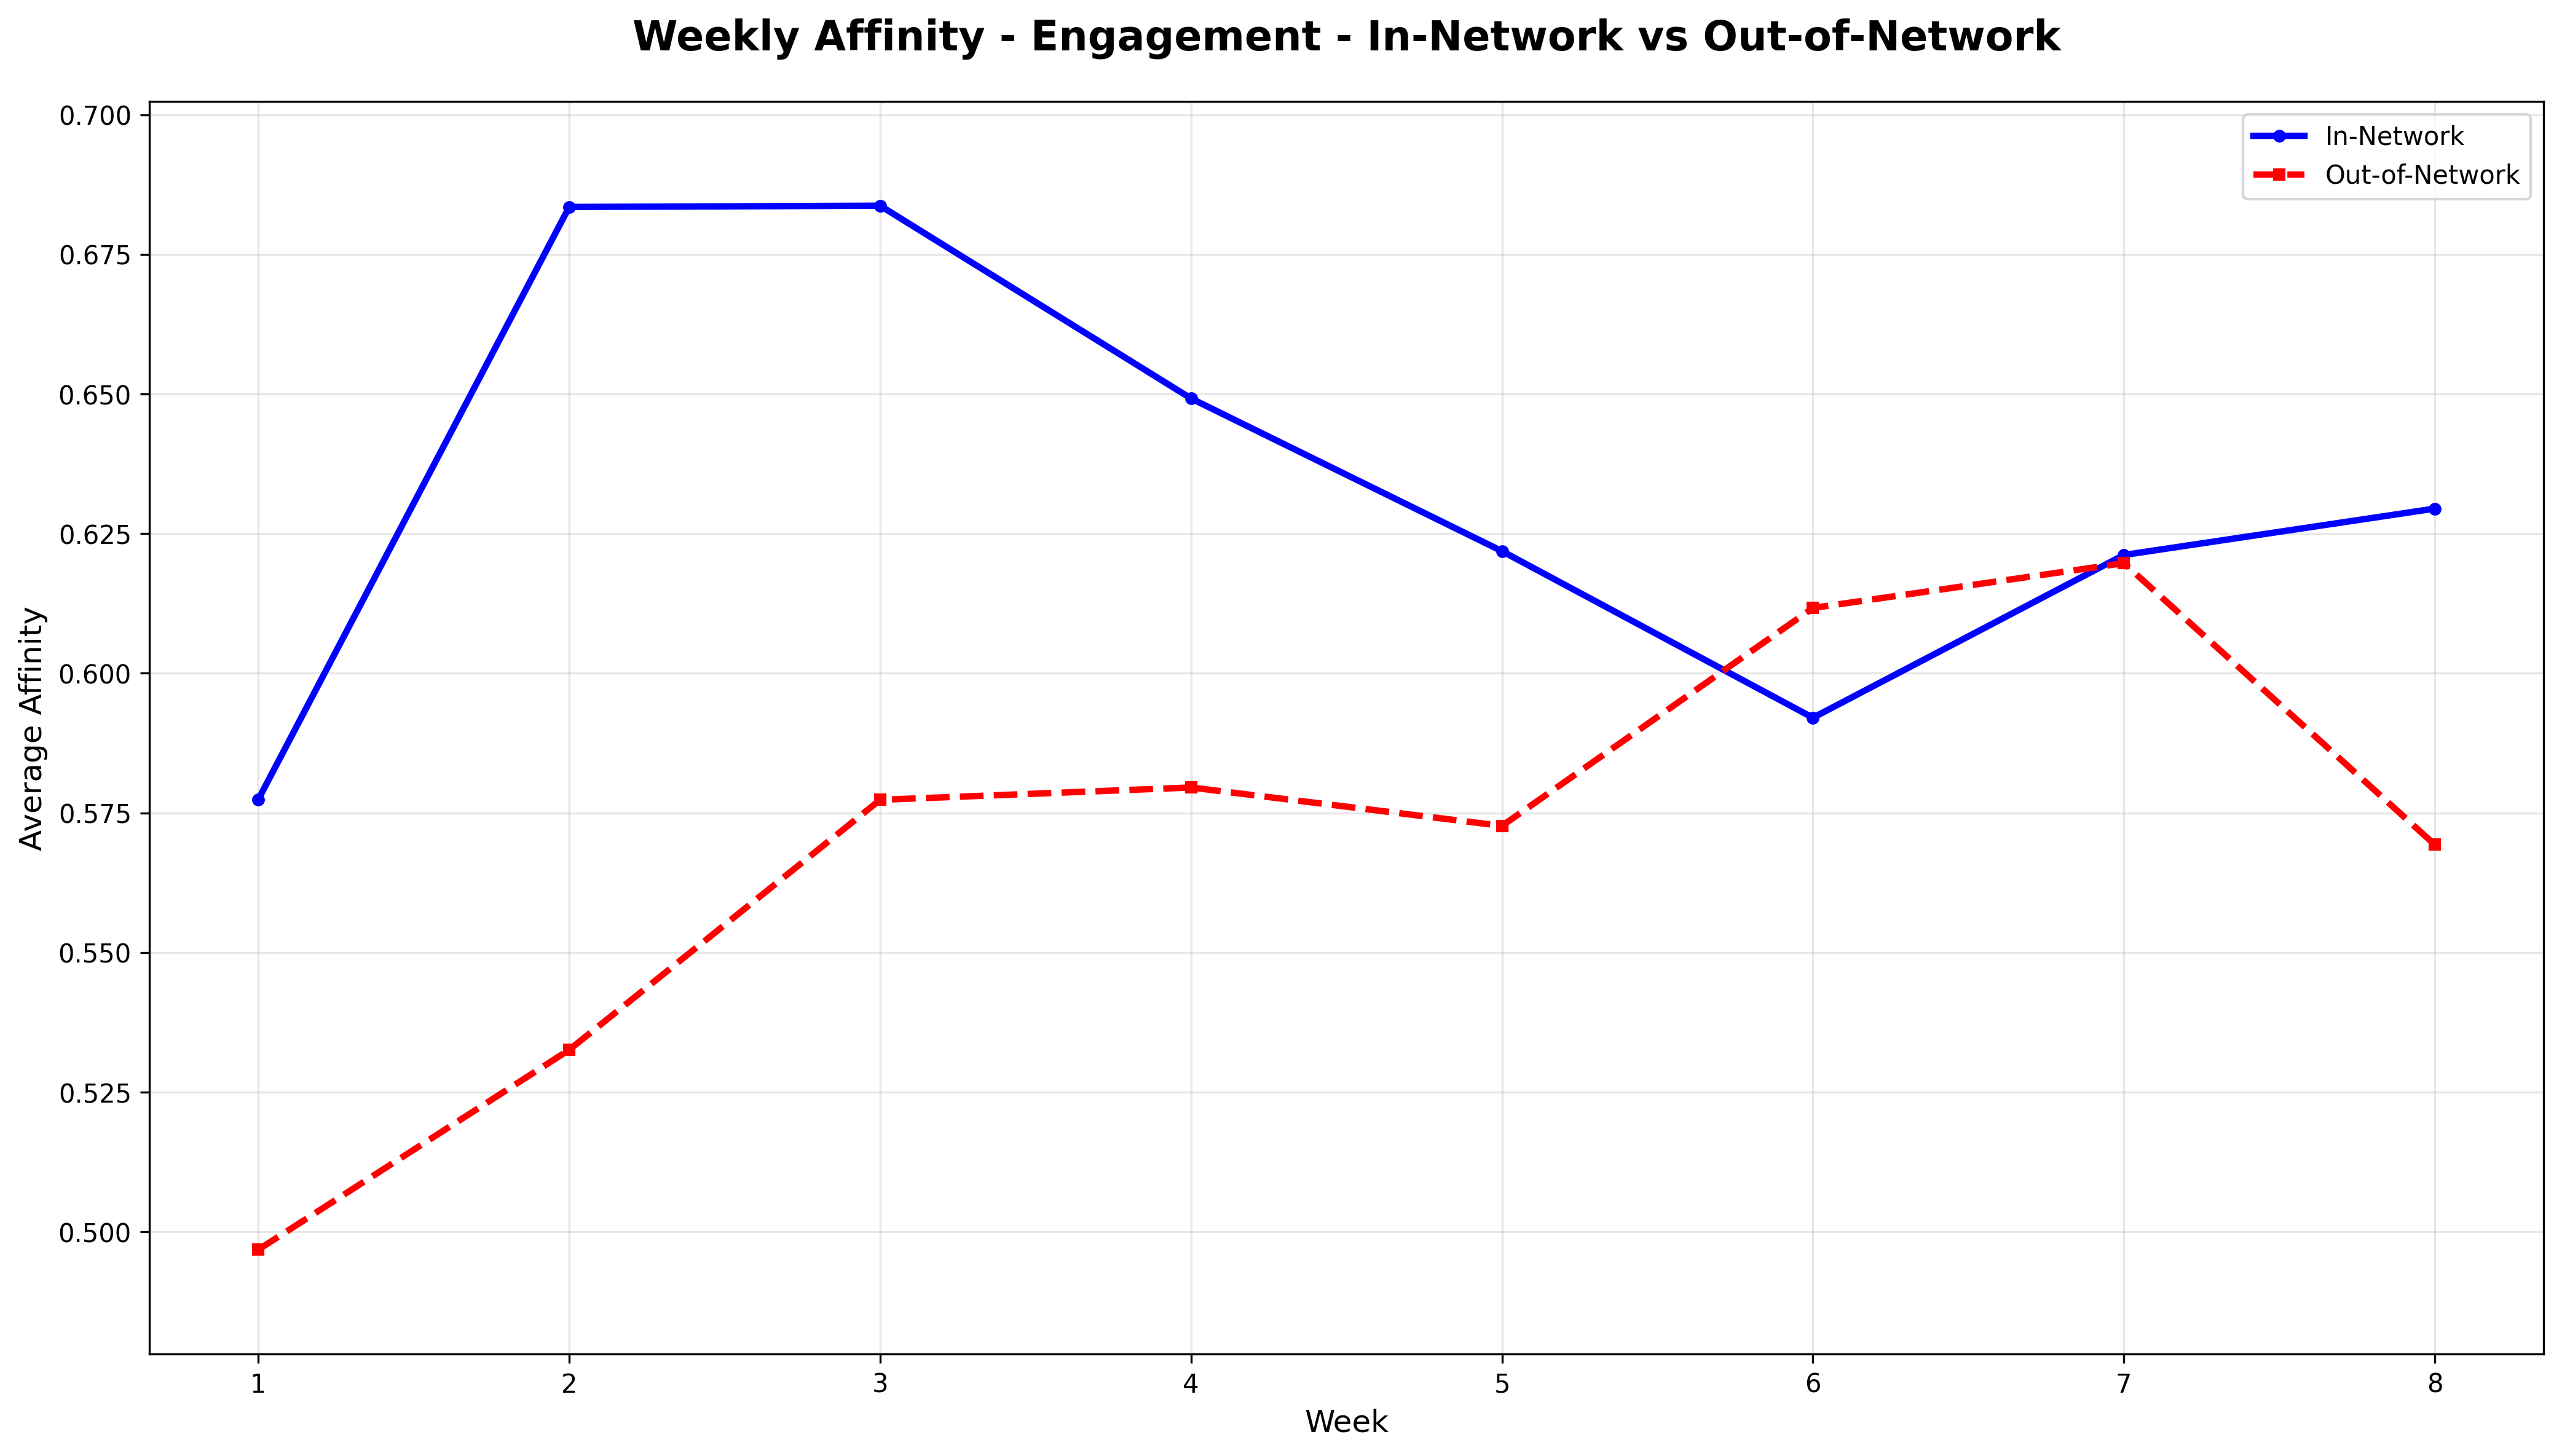 Weekly Affinity - Engagement - In-Network vs Out-of-Network
In-Network
Out-of-Network
Average Affinity
0.700
0.675
0.650
0.625
0.600
0.575
0.550
0.525
0.500
1 2 3 4 5 6 7 8
Week